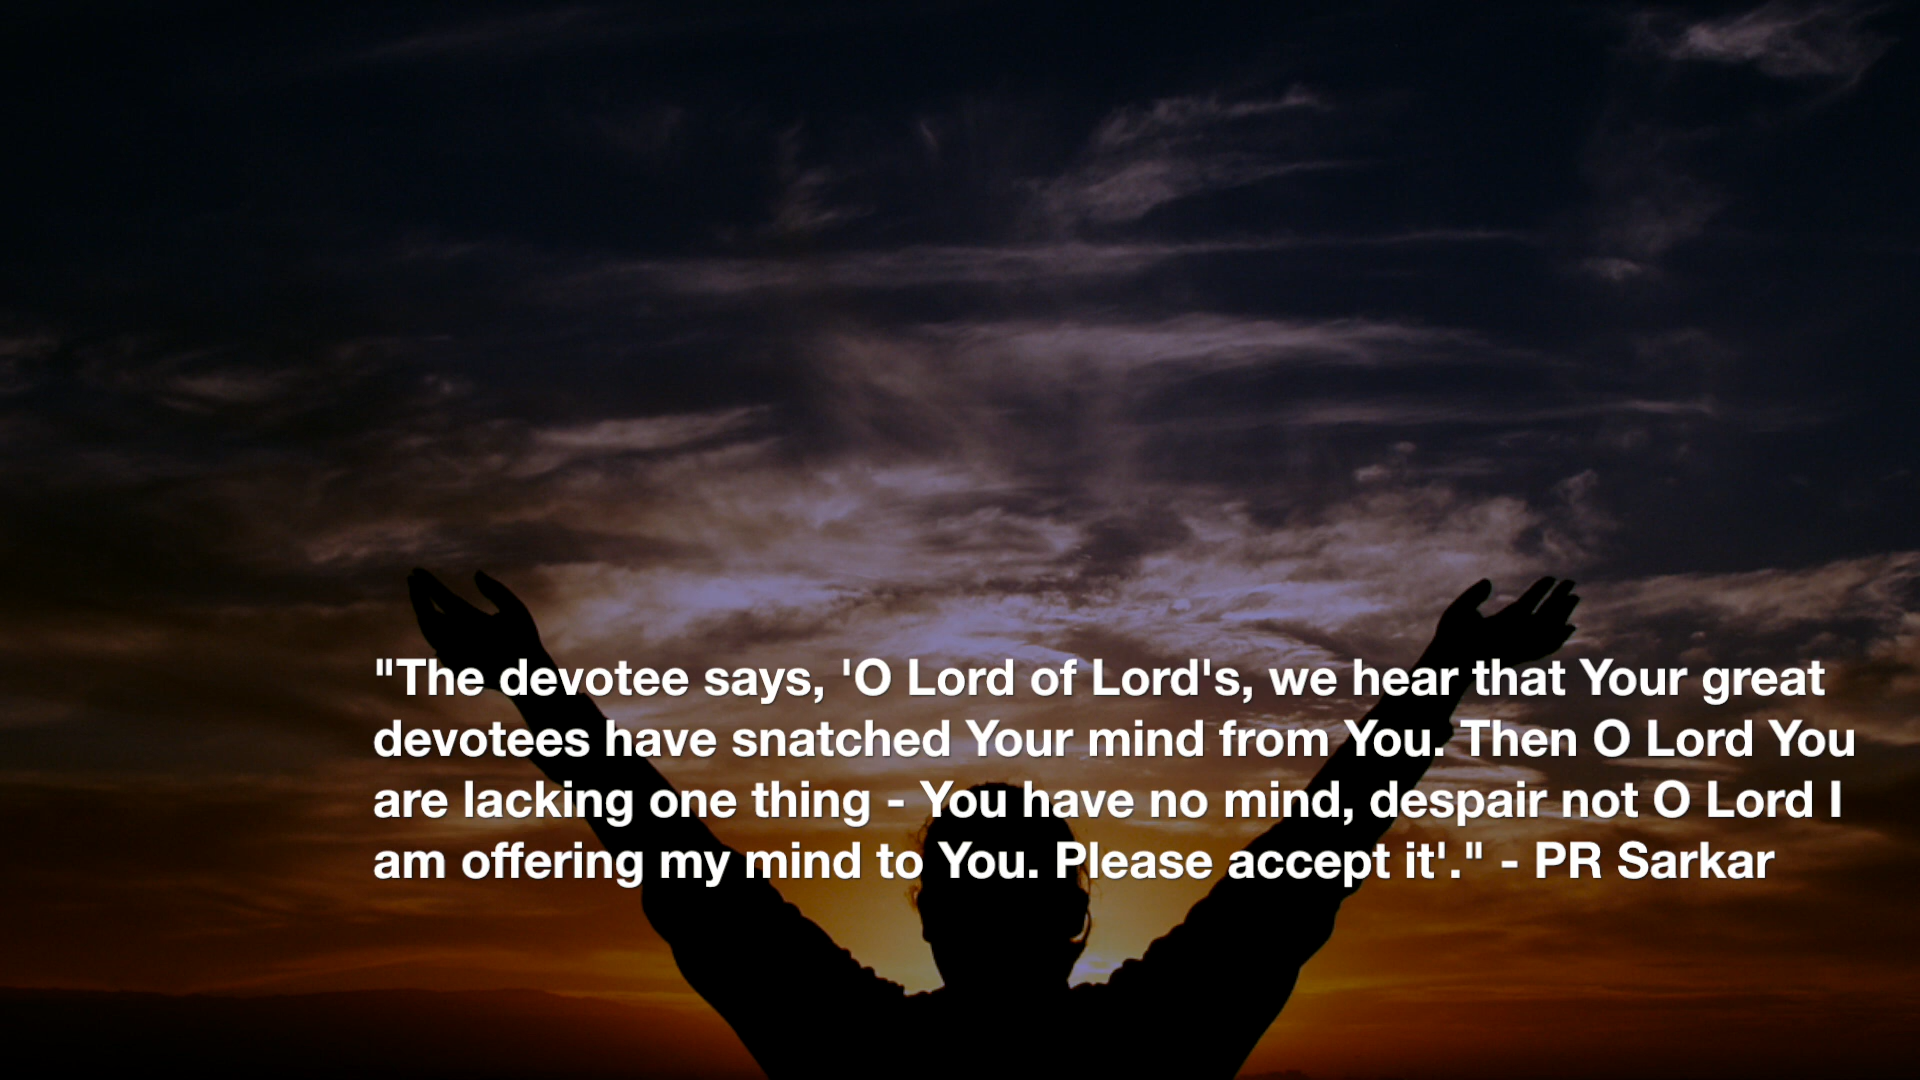 "The devotee says, 'O Lord of Lord's, we hear that Your great
devotees have snatched Your mind from You. Then O Lord You
are lacking one thing - You have no mind, despair not O Lord I
am offering my mind to You. Please accept it'." - PR Sarkar